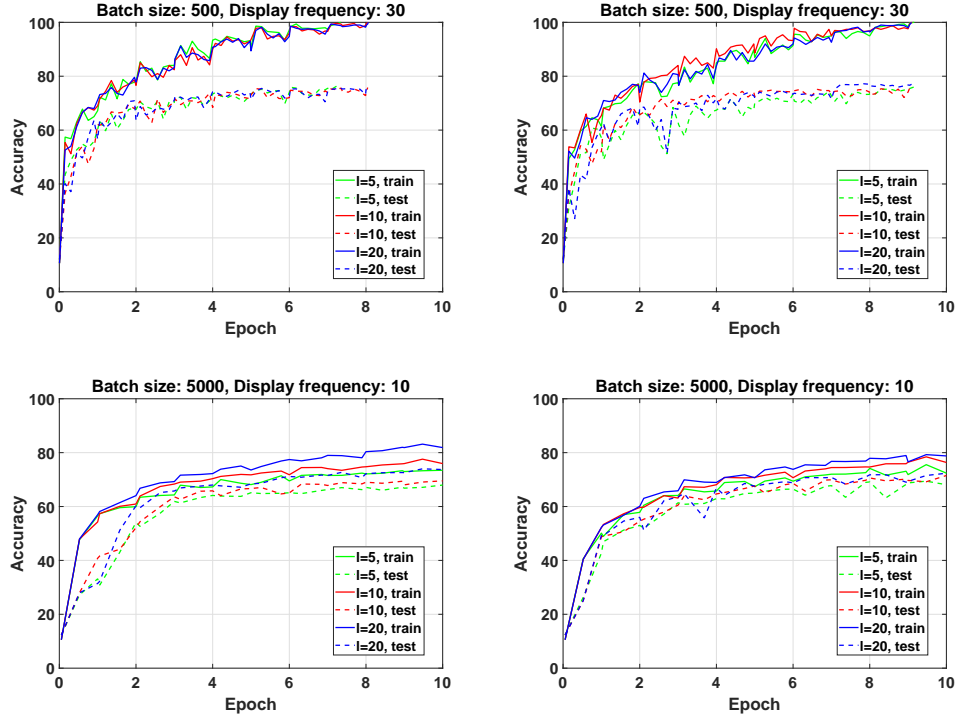 Batch size: 500, Display frequency: 30
Accuracy
100
80
60
40
20
0
0 2 4 6 8 10
Epoch
l=5, train
l=5, test
l=10, train
l=10, test
l=20, train
l=20, test
Batch size: 500, Display frequency: 30
Accuracy
100
80
60
40
20
0
0 2 4 6 8 10
Epoch
l=5, train
l=5, test
l=10, train
l=10, test
l=20, train
l=20, test
Batch size: 5000, Display frequency: 10
Accuracy
100
80
60
40
20
0
0 2 4 6 8 10
Epoch
l=5, train
l=5, test
l=10, train
l=10, test
l=20, train
l=20, test
Batch size: 5000, Display frequency: 10
Accuracy
100
80
60
40
20
0
0 2 4 6 8 10
Epoch
l=5, train
l=5, test
l=10, train
l=10, test
l=20, train
l=20, test